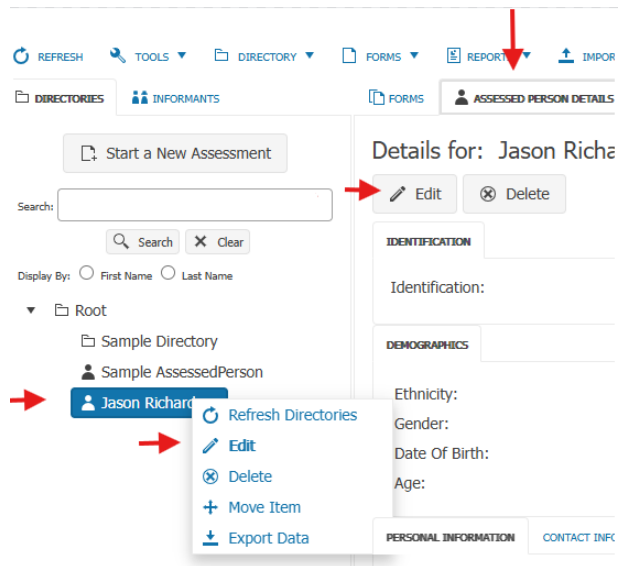 REFRESH TOOLS DIRECTORY FORMS REPORT IMPOR
DIRECTORIES INFORMANTS
FORMS ASSESSED PERSON DETAILS
Start a New Assessment
Search:
Search Clear
Display By: First Name Last Name
Root
Sample Directory
Sample AssessedPerson
Jason Richard
Refresh Directories
Edit
Delete
Move Item
Export Data
Details for: Jason Richa
Edit Delete
IDENTIFICATION
Identification:
DEMOGRAPHICS
Ethnicity:
Gender:
Date Of Birth:
Age:
PERSONAL INFORMATION CONTACT INFO